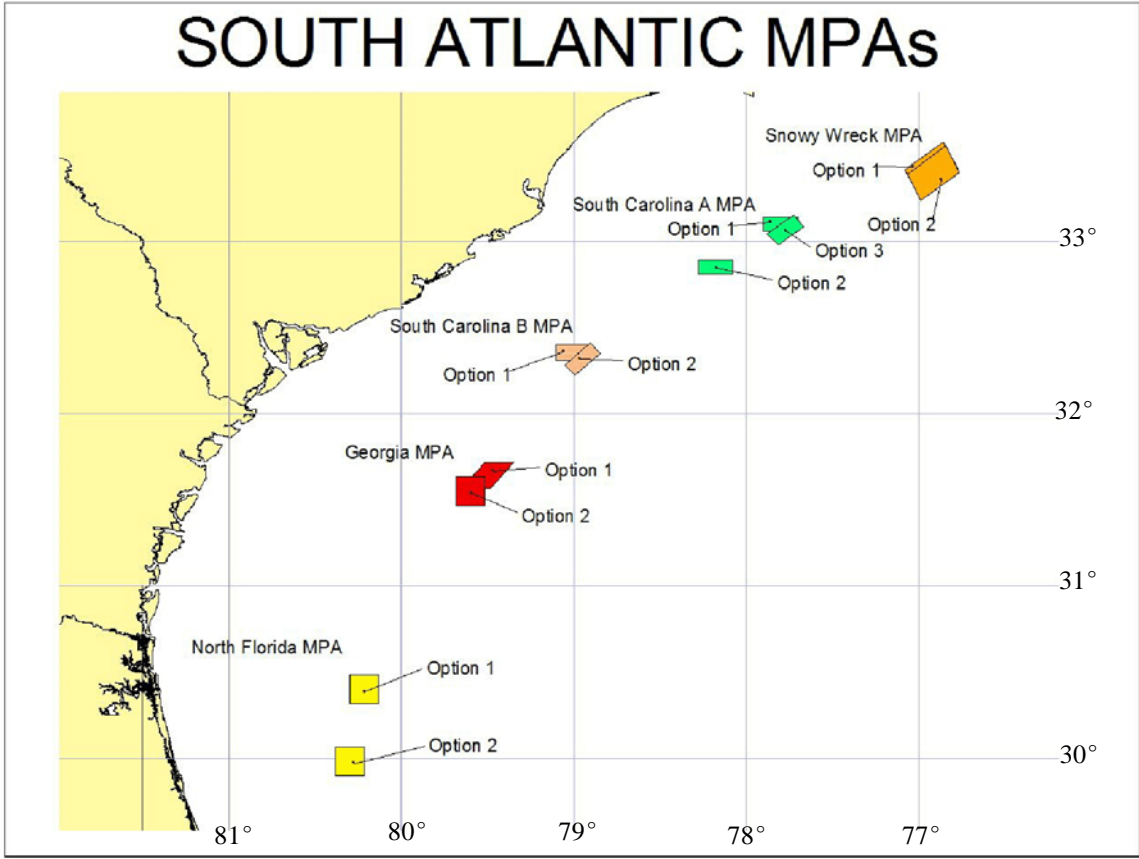 SOUTH ATLANTIC MPAs
Snowy Wreck MPA
Option 1
Option 2
South Carolina A MPA
Option 1
Option 3
Option 2
33°
South Carolina B MPA
Option 1
Option 2
32°
Georgia MPA
Option 1
Option 2
31°
North Florida MPA
Option 1
Option 2
30°
81°
80°
79°
78°
77°